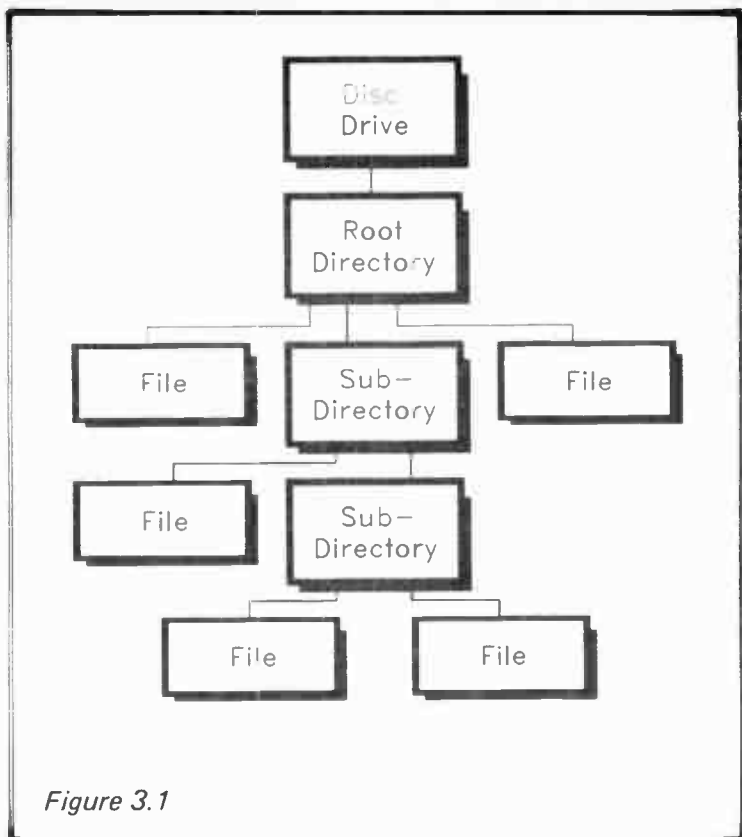 Disc
Drive
Root
Directory
File
Sub-
Directory
File
File
Sub-
Directory
File
File
Figure 3.1